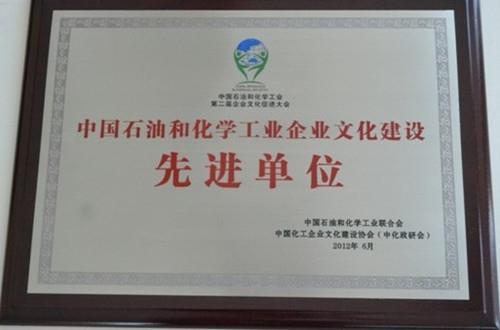 中国石油和化学工业
第二届企业文化促进大会
中国石油和化学工业企业文化建设
先进单位
中国石油和化学工业联合会
中国化工企业文化建设协会（中化政研会）
2012年 6月